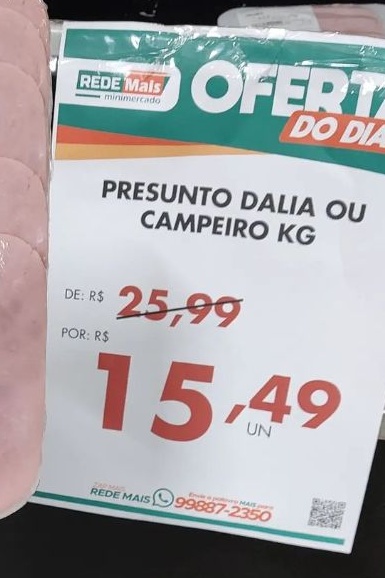 REDE Mais
minimercado
OFERTA
DO DIA
PRESUNTO DALIA OU
CAMPEIRO KG
DE: R$ 25,99
POR: R$
15,49
UN
REDE MAIS
99887-2350